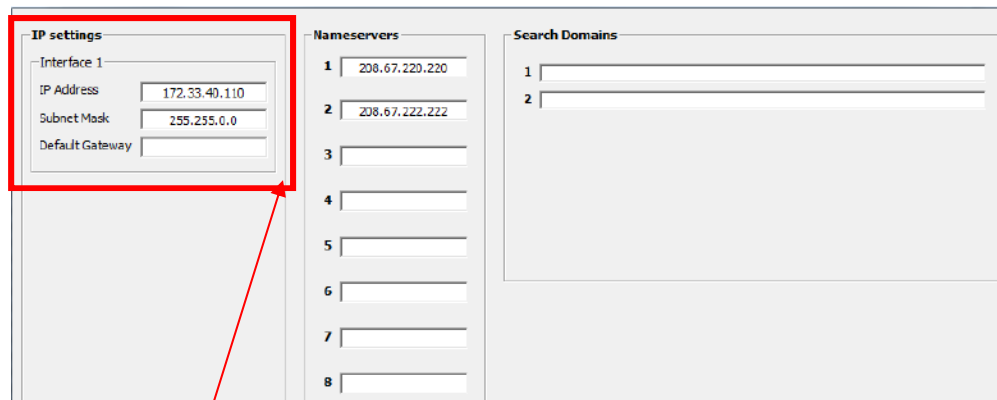 IP settings
Interface 1
IP Address 172.33.40.110
Subnet Mask 255.255.0.0
Default Gateway
Nameservers
1 208.67.220.220
2 208.67.222.222
3
4
5
6
7
8
Search Domains
1
2